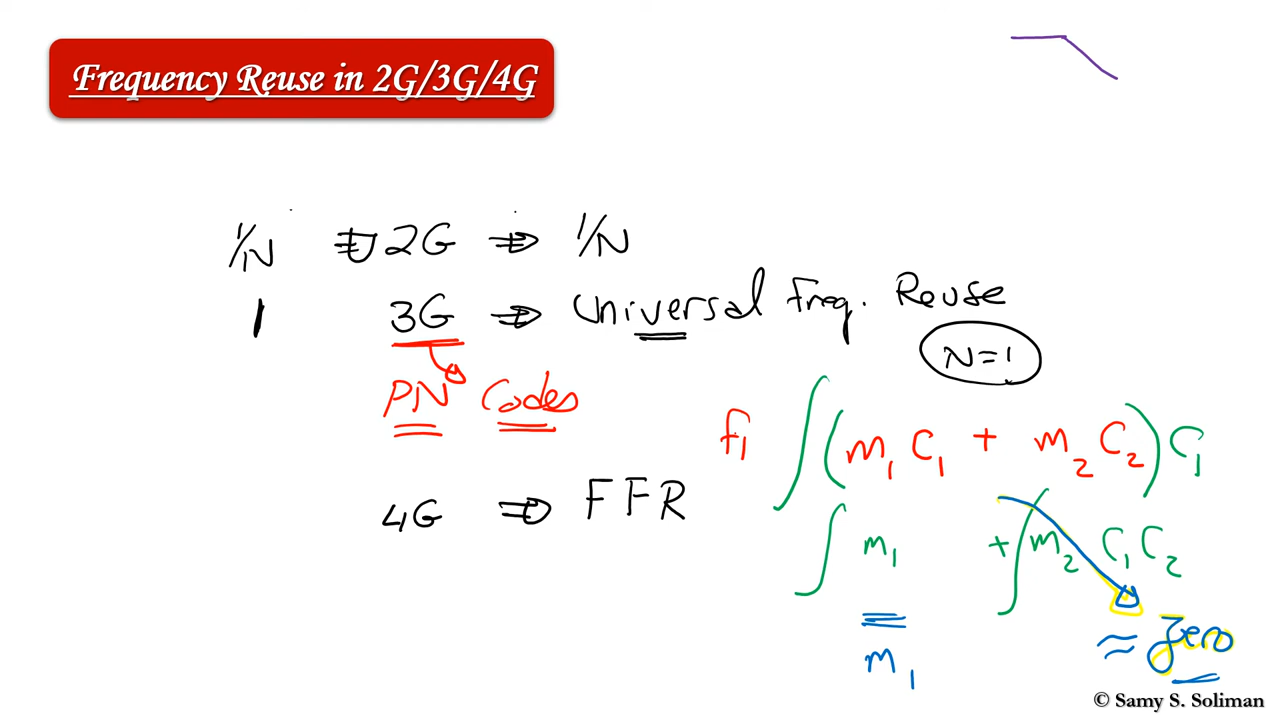 Frequency Reuse in 2G/3G/4G
1/N ⇒ 2G ⇒ 1/N
1 3G ⇒ Universal Freq. Reuse
N=1
PN Codes
f1 ∫(m1 C1 + m2 C2) C1
4G ⇒ FFR
∫ m1 + ∫ m2 C1 C2
≈ zero
m1
© Samy S. Soliman